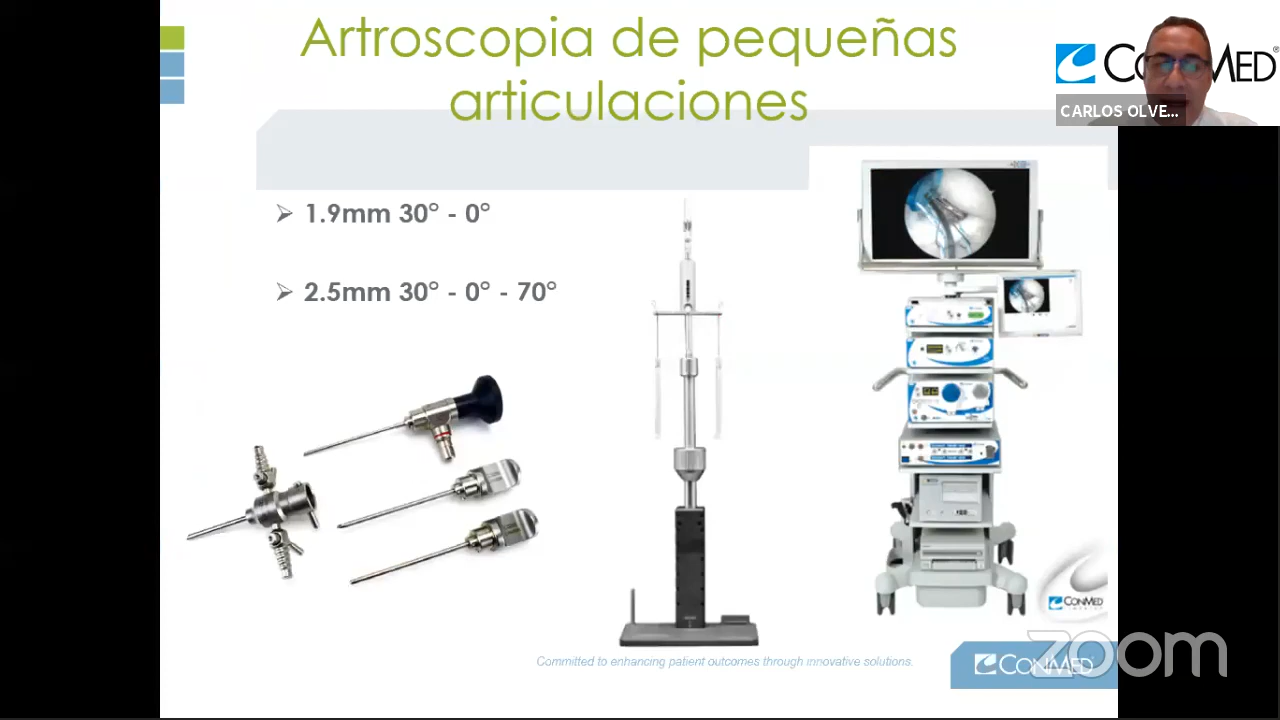 Artroscopia de pequeñas
articulaciones
CONMED
CARLOS OLVE...
➢ 1.9mm 30° - 0°
➢ 2.5mm 30° - 0° - 70°
CONMED
Committed to enhancing patient outcomes through innovative solutions.
CONMED
zoom